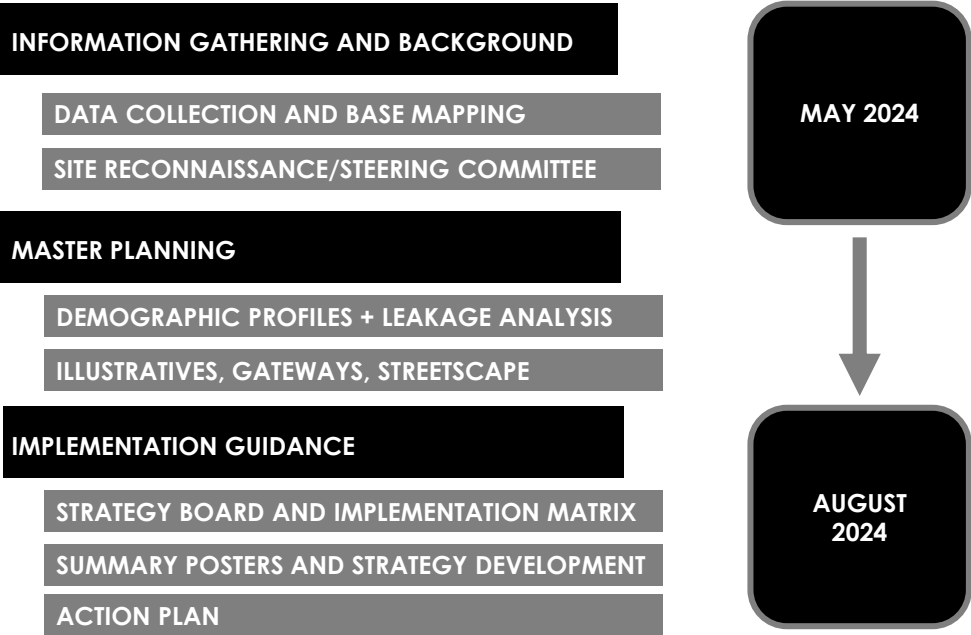 INFORMATION GATHERING AND BACKGROUND
DATA COLLECTION AND BASE MAPPING
SITE RECONNAISSANCE/STEERING COMMITTEE
MASTER PLANNING
DEMOGRAPHIC PROFILES + LEAKAGE ANALYSIS
ILLUSTRATIVES, GATEWAYS, STREETSCAPE
IMPLEMENTATION GUIDANCE
STRATEGY BOARD AND IMPLEMENTATION MATRIX
SUMMARY POSTERS AND STRATEGY DEVELOPMENT
ACTION PLAN
MAY 2024
AUGUST
2024